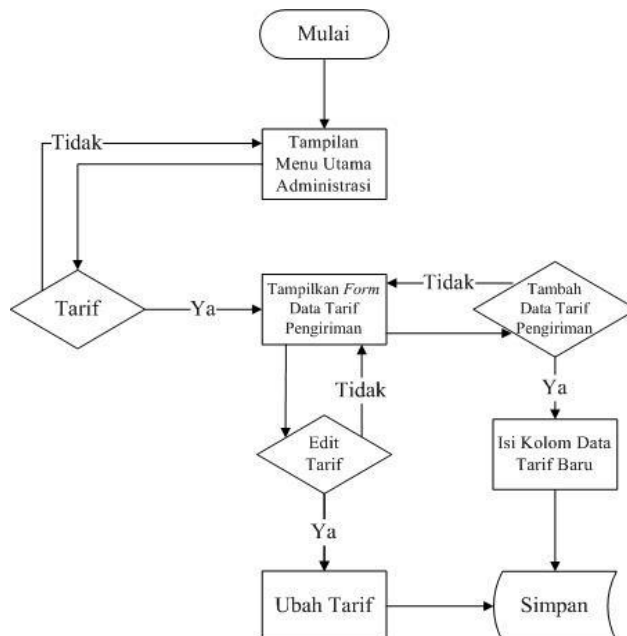 Mulai
Tidak
Tampilan
Menu Utama
Administrasi
Tarif
Ya
Tampilkan Form
Data Tarif
Pengiriman
Tidak
Tambah
Data Tarif
Pengiriman
Tidak
Ya
Edit
Tarif
Isi Kolom Data
Tarif Baru
Ya
Ubah Tarif
Simpan